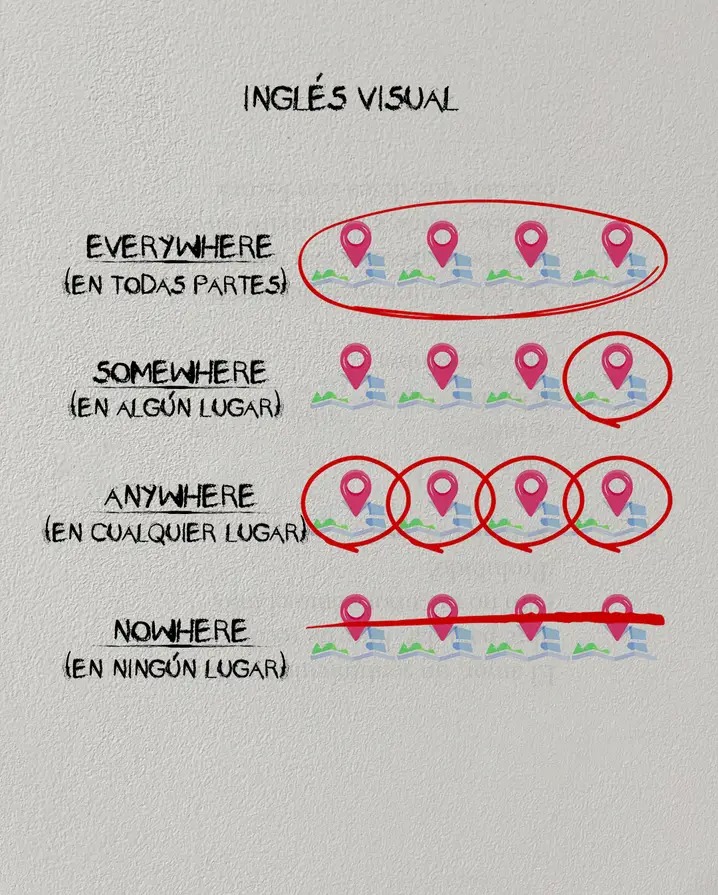 INGLÉS VISUAL
EVERYWHERE
(EN TODAS PARTES)
SOMEWHERE
(EN ALGÚN LUGAR)
ANYWHERE
(EN CUALQUIER LUGAR)
NOWHERE
(EN NINGÚN LUGAR)